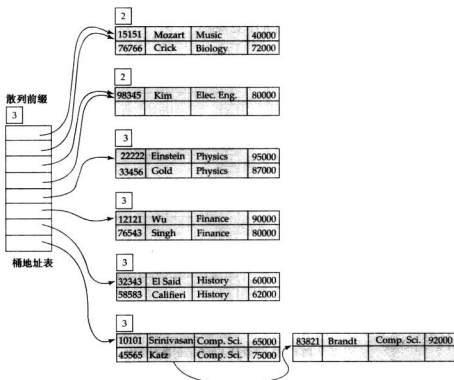 2
15151 Mozart Music 40000
76766 Crick Biology 72000
2
98345 Kim Elec. Eng. 80000
散列前缀
3
3
22222 Einstein Physics 95000
33456 Gold Physics 87000
3
12121 Wu Finance 90000
76543 Singh Finance 80000
桶地址表
3
32343 El Said History 60000
58583 Califieri History 62000
3
10101 Srinivasan Comp. Sci. 65000
45565 Katz Comp. Sci. 75000
83821 Brandt Comp. Sci. 92000